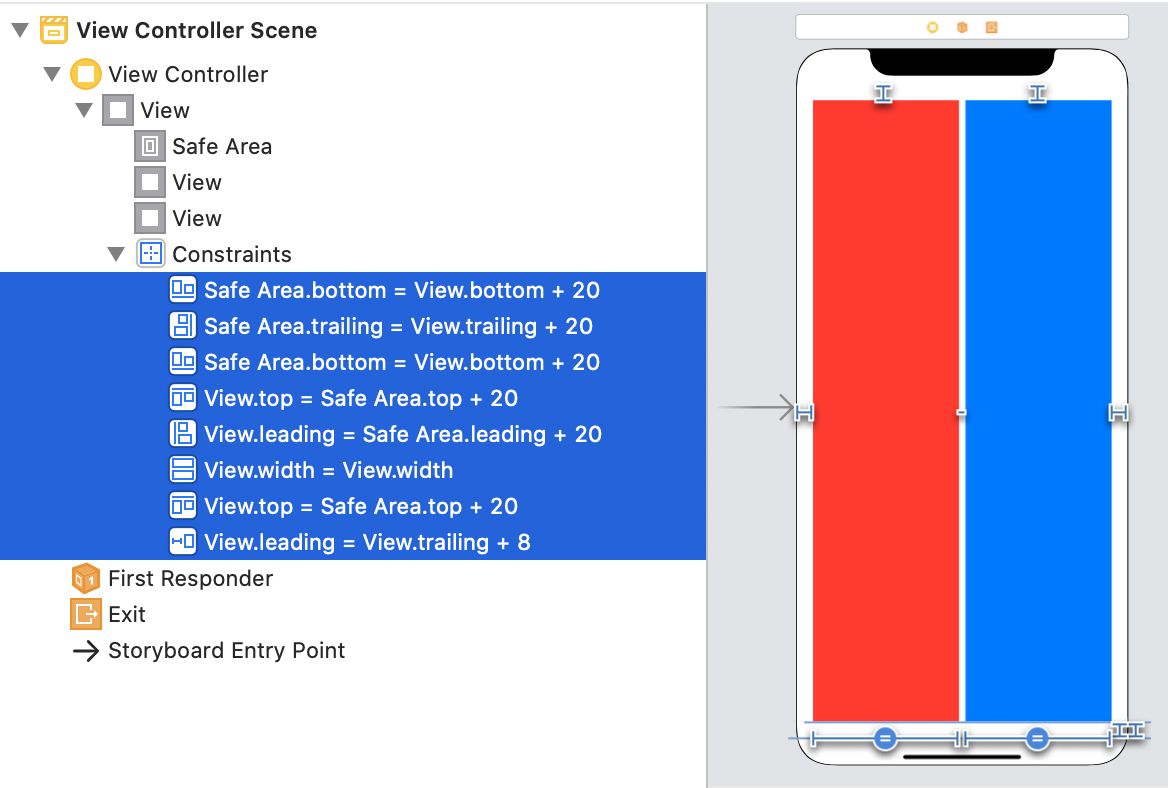 View Controller Scene
View Controller
View
Safe Area
View
View
Constraints
Safe Area.bottom = View.bottom + 20
Safe Area.trailing = View.trailing + 20
Safe Area.bottom = View.bottom + 20
View.top = Safe Area.top + 20
View.leading = Safe Area.leading + 20
View.width = View.width
View.top = Safe Area.top + 20
View.leading = View.trailing + 8
First Responder
Exit
Storyboard Entry Point